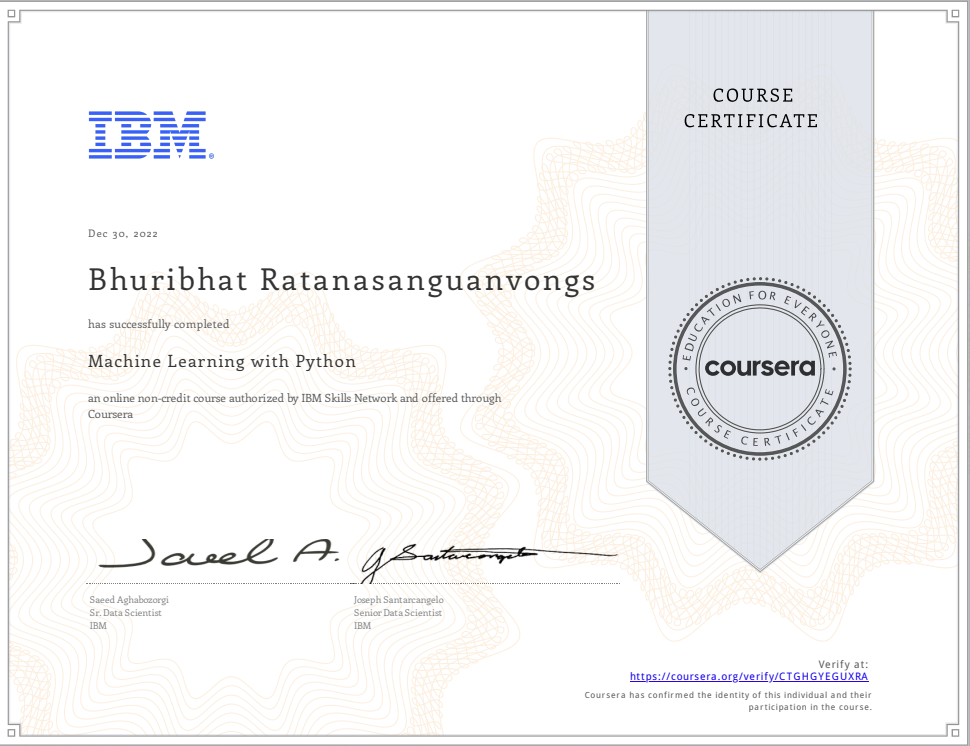 COURSE
CERTIFICATE
IBM®
Dec 30, 2022
Bhuribhat Ratanasanguanvongs
has successfully completed
Machine Learning with Python
an online non-credit course authorized by IBM Skills Network and offered through
Coursera
EDUCATION FOR EVERYONE
coursera
COURSE CERTIFICATE
Saeed A.
J Santarcangelo
Saeed Aghabozorgi
Sr. Data Scientist
IBM
Joseph Santarcangelo
Senior Data Scientist
IBM
Verify at:
https://coursera.org/verify/CTGHGYEGUXRA
Coursera has confirmed the identity of this individual and their
participation in the course.